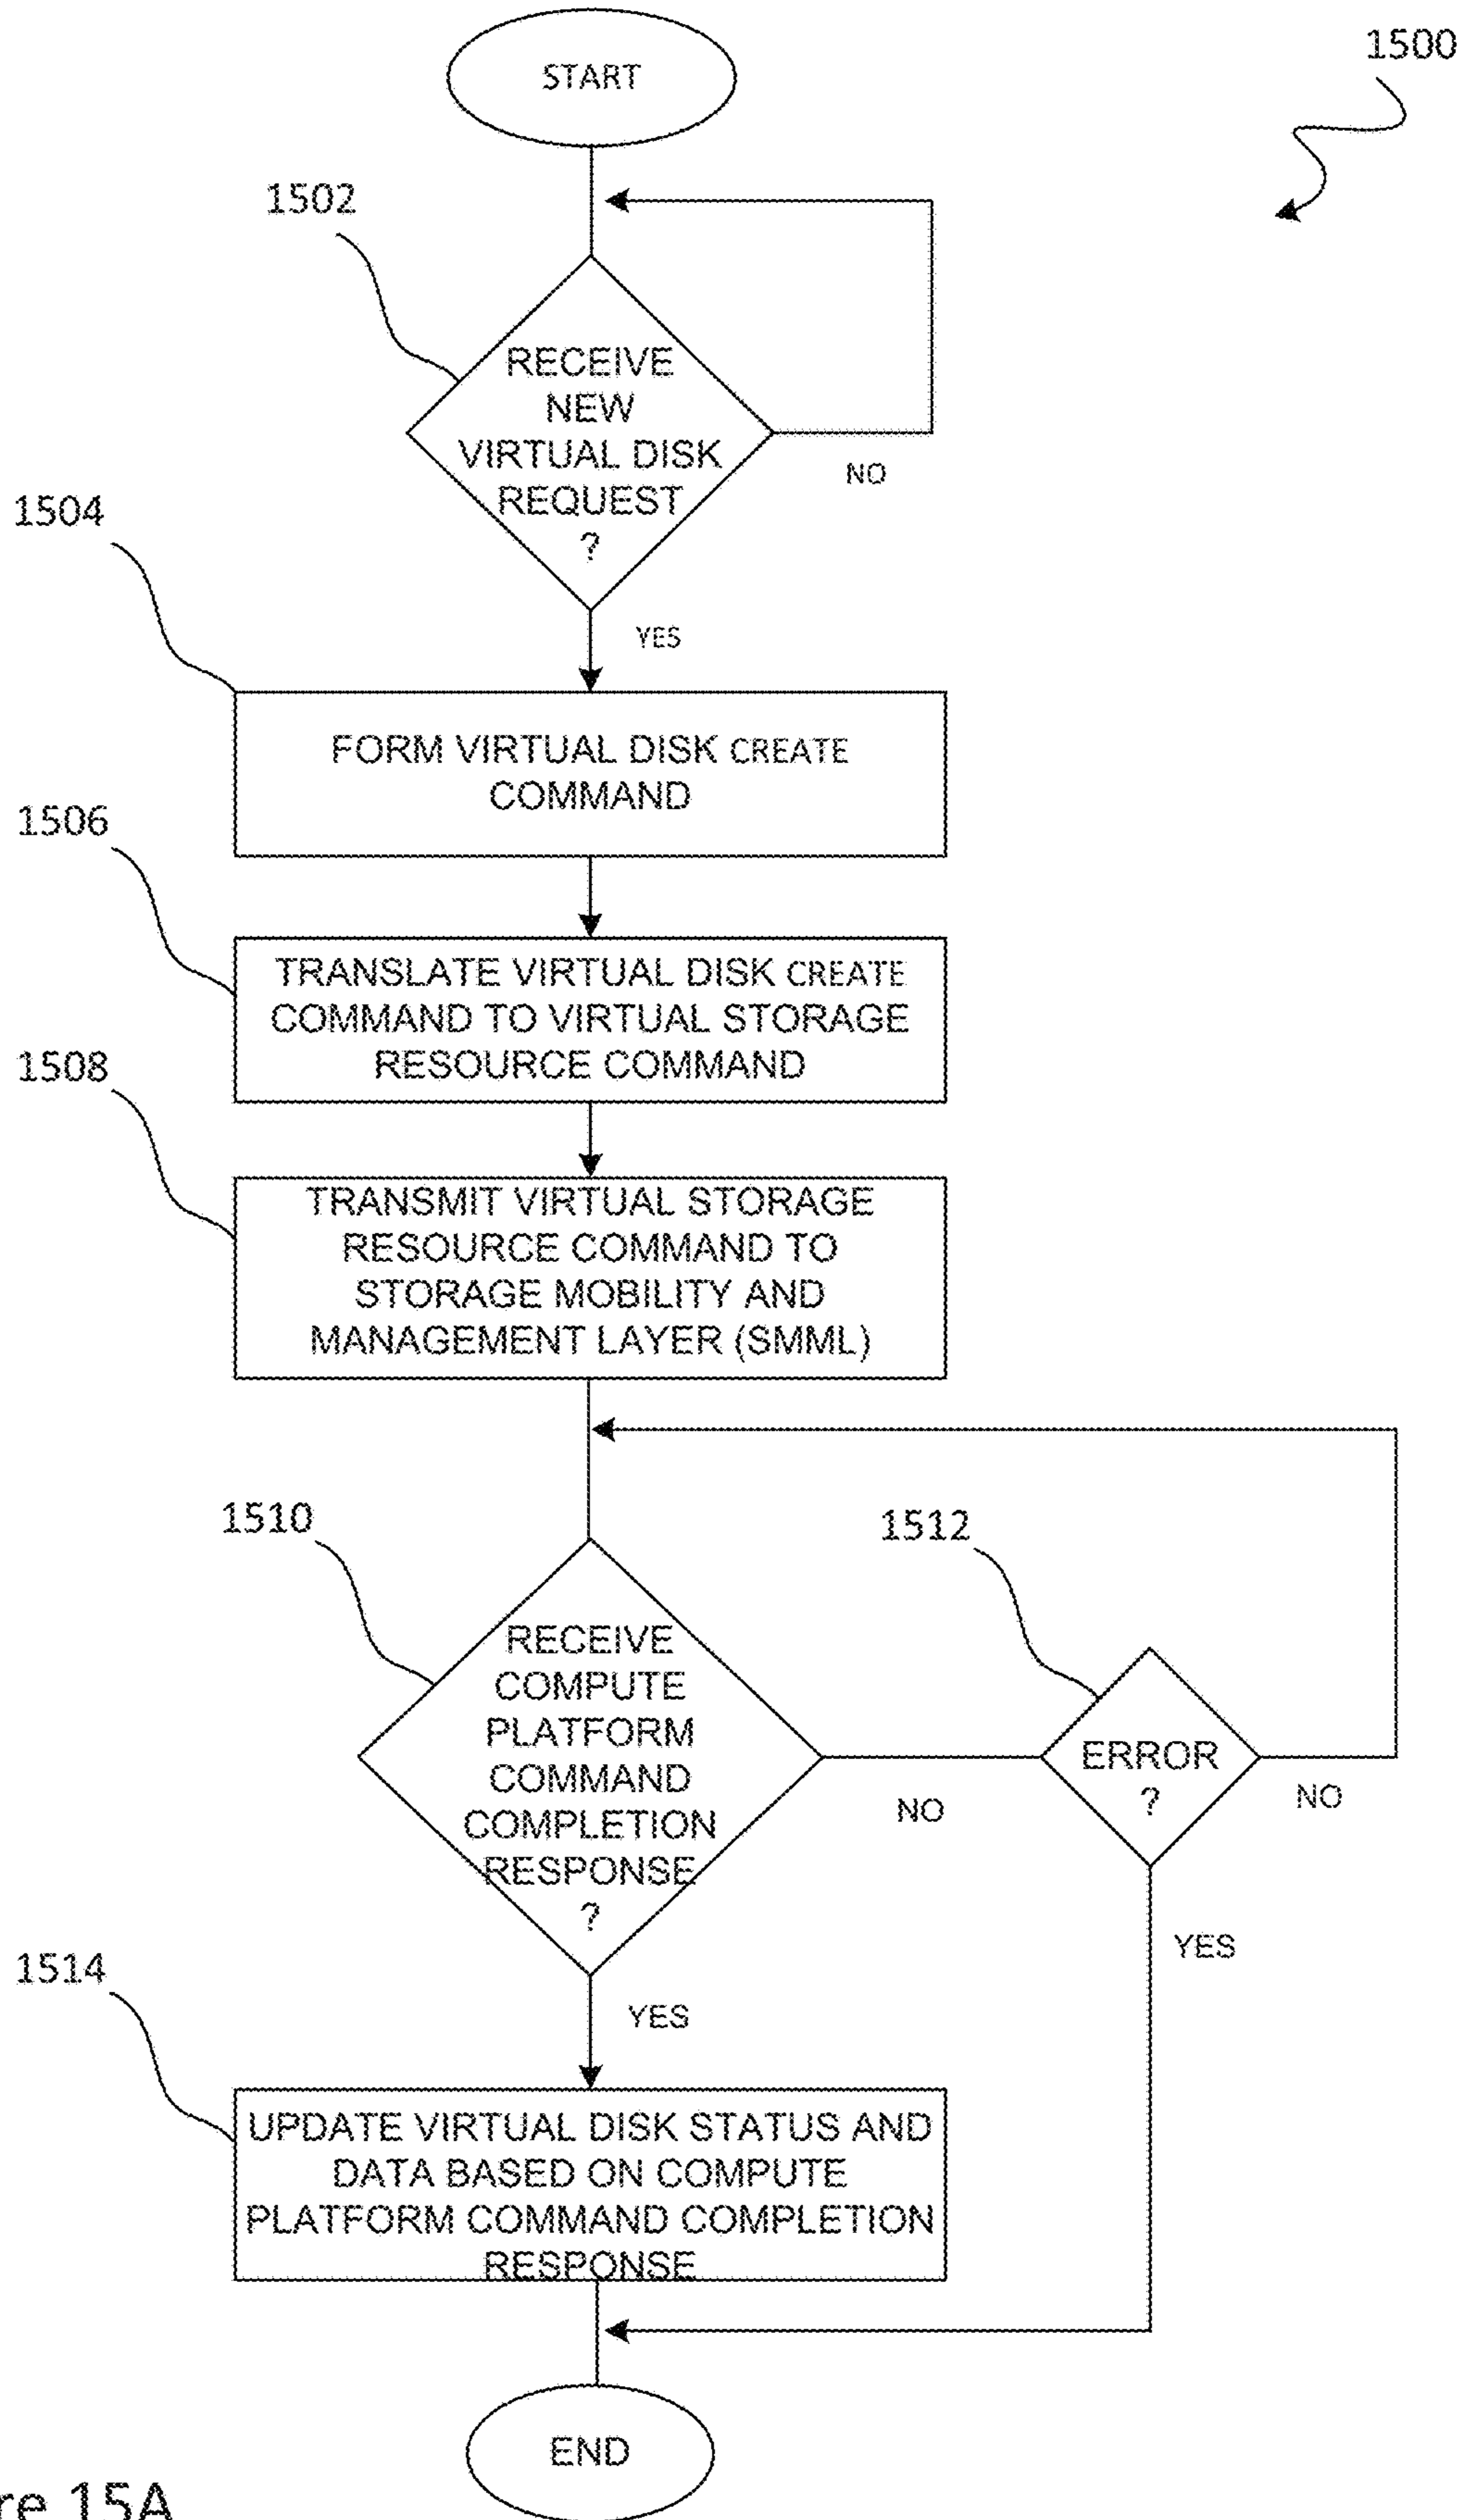 START
1500
1502
RECEIVE
NEW
VIRTUAL DISK
REQUEST
?
NO
1504
YES
FORM VIRTUAL DISK CREATE
COMMAND
1506
TRANSLATE VIRTUAL DISK CREATE
COMMAND TO VIRTUAL STORAGE
RESOURCE COMMAND
1508
TRANSMIT VIRTUAL STORAGE
RESOURCE COMMAND TO
STORAGE MOBILITY AND
MANAGEMENT LAYER (SMML)
1510
1512
RECEIVE
COMPUTE
PLATFORM
COMMAND
COMPLETION
RESPONSE
?
NO
ERROR
?
NO
YES
1514
YES
UPDATE VIRTUAL DISK STATUS AND
DATA BASED ON COMPUTE
PLATFORM COMMAND COMPLETION
RESPONSE
END
re 15A